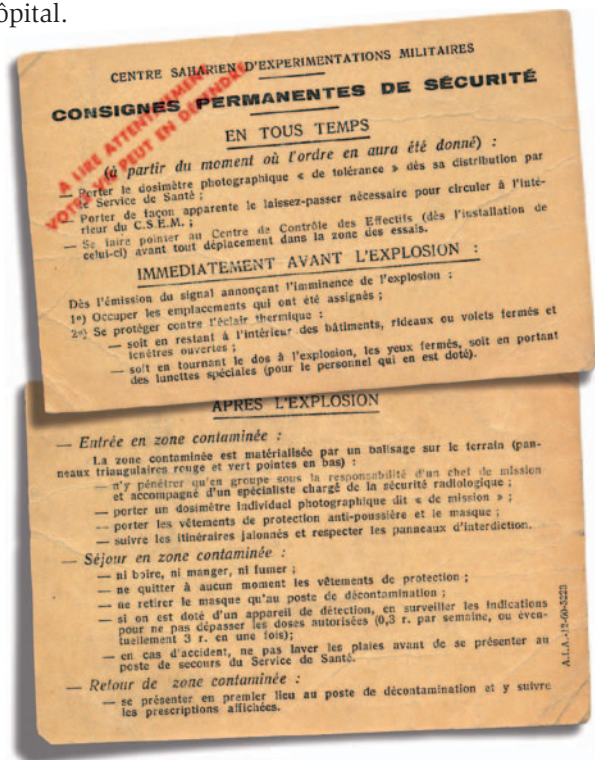 ôpital.
CENTRE SAHARIEN D'EXPERIMENTATIONS MILITAIRES
CONSIGNES PERMANENTES DE SÉCURITÉ
A LIRE ATTENTIVEMENT
VOTRE VIE PEUT EN DÉPENDRE
EN TOUS TEMPS
(à partir du moment où l'ordre en aura été donné) :
— Porter le dosimètre photographique « de tolérance » dès sa distribution par
le Service de Santé ;
— Porter de façon apparente le laissez-passer nécessaire pour circuler à l'inté-
rieur du C.S.E.M. ;
— Se faire pointer au Centre de Contrôle des Effectifs (dès l'installation de
celui-ci) avant tout déplacement dans la zone des essais.
IMMEDIATEMENT AVANT L'EXPLOSION :
Dès l'émission du signal annonçant l'imminence de l'explosion :
1°) Occuper les emplacements qui ont été assignés ;
2°) Se protéger contre l'éclair thermique :
— soit en restant à l'intérieur des bâtiments, rideaux ou volets fermés et
fenêtres ouvertes ;
— soit en tournant le dos à l'explosion, les yeux fermés, soit en portant
des lunettes spéciales (pour le personnel qui en est doté).
APRES L'EXPLOSION
— Entrée en zone contaminée :
La zone contaminée est matérialisée par un balisage sur le terrain (pan-
neaux triangulaires rouge et vert pointes en bas) :
— n'y pénétrer qu'en groupe sous la responsabilité d'un chef de mission
et accompagné d'un spécialiste chargé de la sécurité radiologique ;
— porter un dosimètre individuel photographique dit « de mission » ;
— porter les vêtements de protection anti-poussière et le masque ;
— suivre les itinéraires jalonnés et respecter les panneaux d'interdiction.
— Séjour en zone contaminée :
— ni boire, ni manger, ni fumer ;
— ne quitter à aucun moment les vêtements de protection ;
— ne retirer le masque qu'au poste de décontamination ;
— si on est doté d'un appareil de détection, en surveiller les indications
pour ne pas dépasser les doses autorisées (0,3 r. par semaine, ou éven-
tuellement 3 r. en une fois);
— en cas d'accident, ne pas laver les plaies avant de se présenter au
poste de secours du Service de Santé.
— Retour de zone contaminée :
— se présenter en premier lieu au poste de décontamination et y suivre
les prescriptions affichées.
A.I.A.-12-60-5223